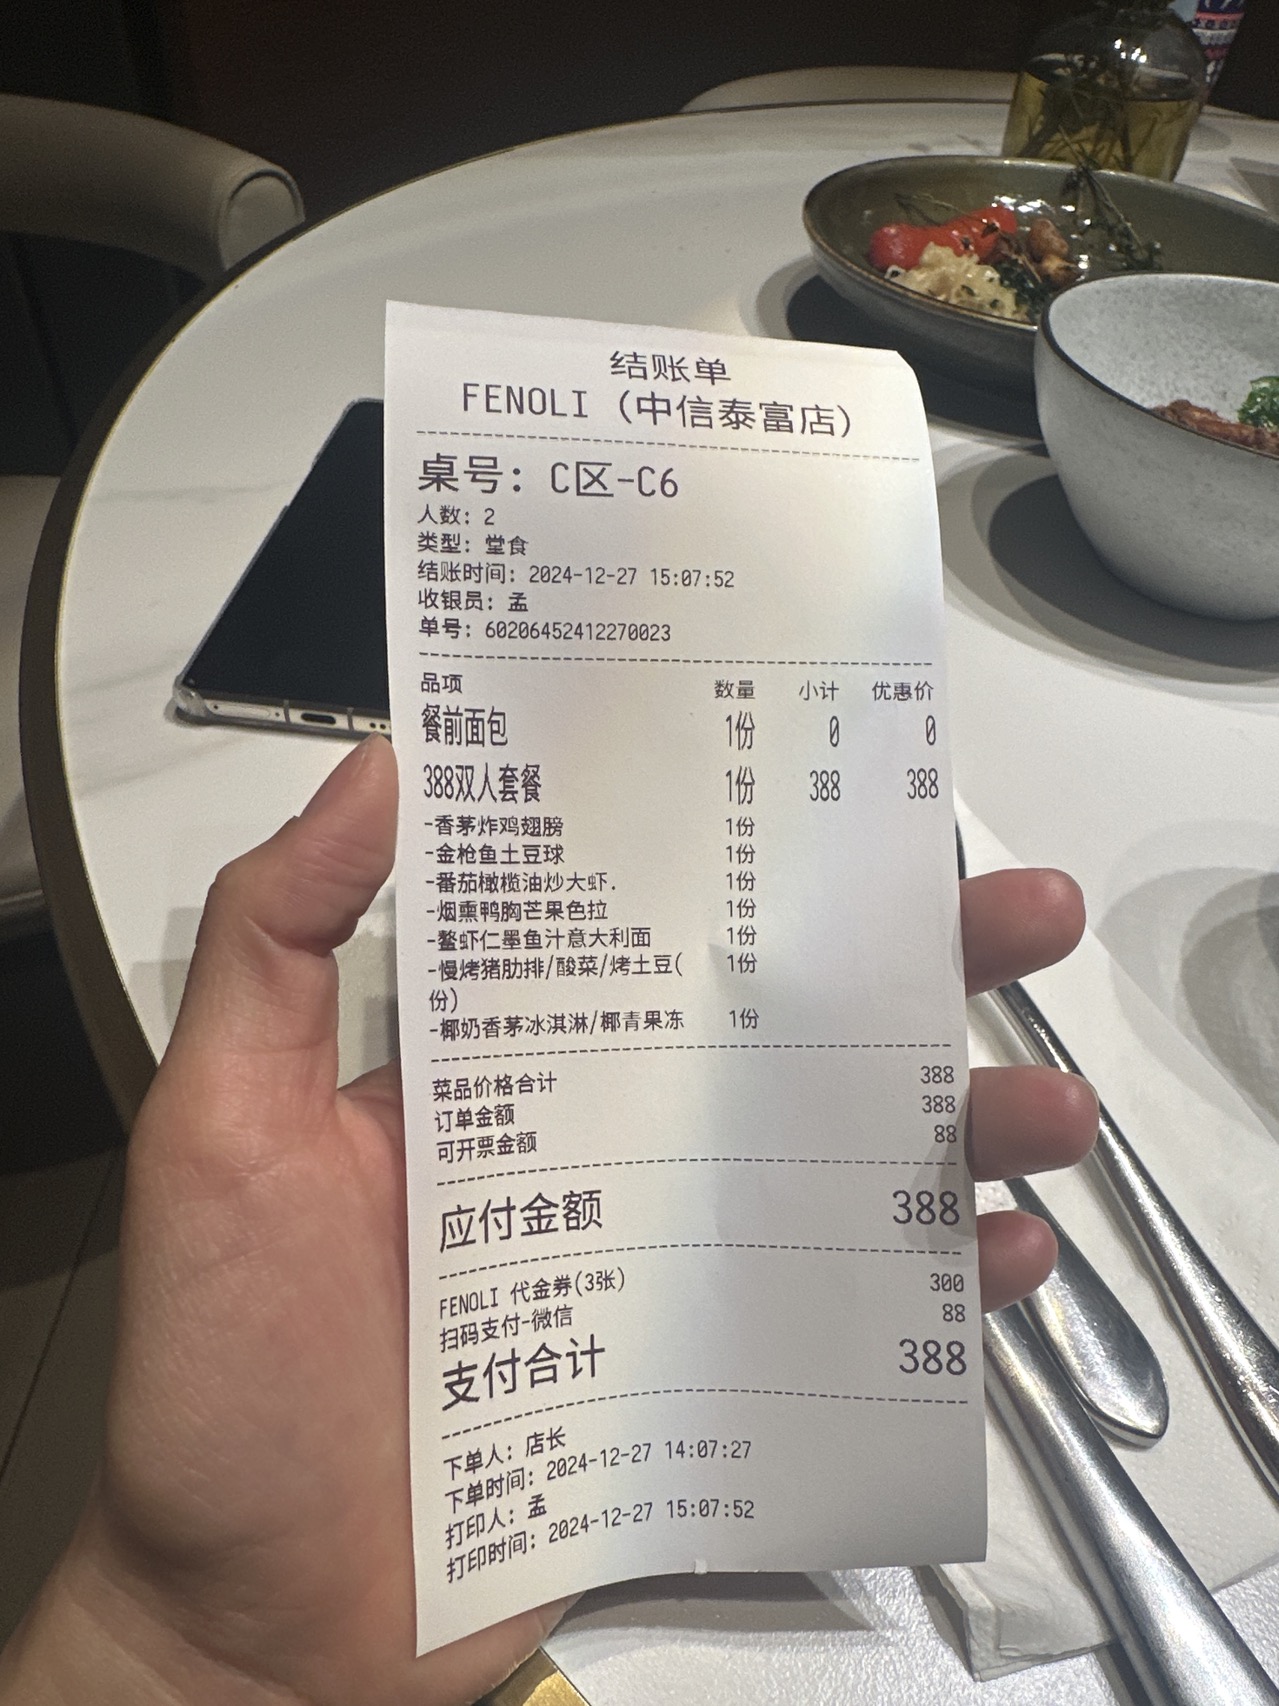 结账单
FENOLI (中信泰富店)
桌号: C区-C6
人数: 2
类型: 堂食
结账时间: 2024-12-27 15:07:52
收银员: 孟
单号: 60206452412270023
品项 数量 小计 优惠价
餐前面包 1份 0 0
388双人套餐 1份 388 388
-香茅炸鸡翅膀 1份
-金枪鱼土豆球 1份
-番茄橄榄油炒大虾. 1份
-烟熏鸭胸芒果色拉 1份
-鳌虾仁墨鱼汁意大利面 1份
-慢烤猪肋排/酸菜/烤土豆( 1份
份)
-椰奶香茅冰淇淋/椰青果冻 1份
菜品价格合计 388
订单金额 388
可开票金额 88
应付金额 388
FENOLI 代金券(3张) 300
扫码支付-微信 88
支付合计 388
下单人: 店长
下单时间: 2024-12-27 14:07:27
打印人: 孟
打印时间: 2024-12-27 15:07:52